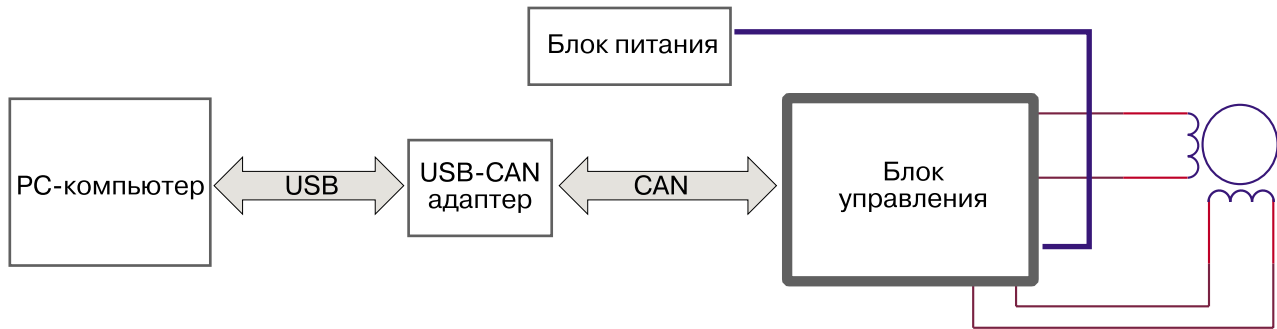 Блок питания
PC-компьютер
USB
USB-CAN
адаптер
CAN
Блок
управления